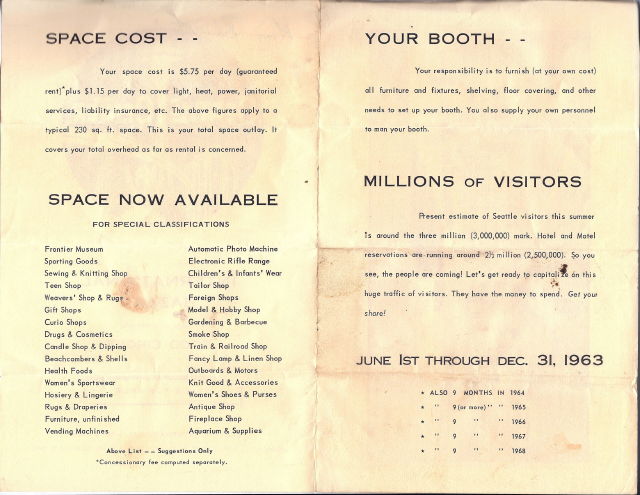 SPACE COST - -
Your space cost is $5.75 per day (guaranteed
rent)*plus $1.15 per day to cover light, heat, power, janitorial
services, liability insurance, etc. The above figures apply to a
typical 230 sq. ft. space. This is your total space outlay. It
covers your total overhead as far as rental is concerned.
SPACE NOW AVAILABLE
FOR SPECIAL CLASSIFICATIONS
Frontier Museum
Sporting Goods
Sewing & Knitting Shop
Teen Shop
Weavers' Shop & Rugs
Gift Shops
Curio Shops
Drugs & Cosmetics
Candle Shop & Dipping
Beachcombers & Shells
Health Foods
Women's Sportswear
Hosiery & Lingerie
Rugs & Draperies
Furniture, unfinished
Vending Machines
Automatic Photo Machine
Electronic Rifle Range
Children's & Infants' Wear
Tailor Shop
Foreign Shops
Model & Hobby Shop
Gardening & Barbecue
Smoke Shop
Train & Railroad Shop
Fancy Lamp & Linen Shop
Outboards & Motors
Knit Good & Accessories
Women's Shoes & Purses
Antique Shop
Fireplace Shop
Aquarium & Supplies
Above List -- Suggestions Only
*Concessionary fee computed separately.
YOUR BOOTH - -
Your responsibility is to furnish (at your own cost)
all furniture and fixtures, shelving, floor covering, and other
needs to set up your booth. You also supply your own personnel
to man your booth.
MILLIONS OF VISITORS
Present estimate of Seattle visitors this summer
is around the three million (3,000,000) mark. Hotel and Motel
reservations are running around 2½ million (2,500,000). So you
see, the people are coming! Let's get ready to capitalize on this
huge traffic of visitors. They have the money to spend. Get your
share!
JUNE 1ST THROUGH DEC. 31, 1963
* ALSO 9 MONTHS IN 1964
* " 9(or more)" " 1965
* " 9 " " 1966
* " 9 " " 1967
* " 9 " " 1968